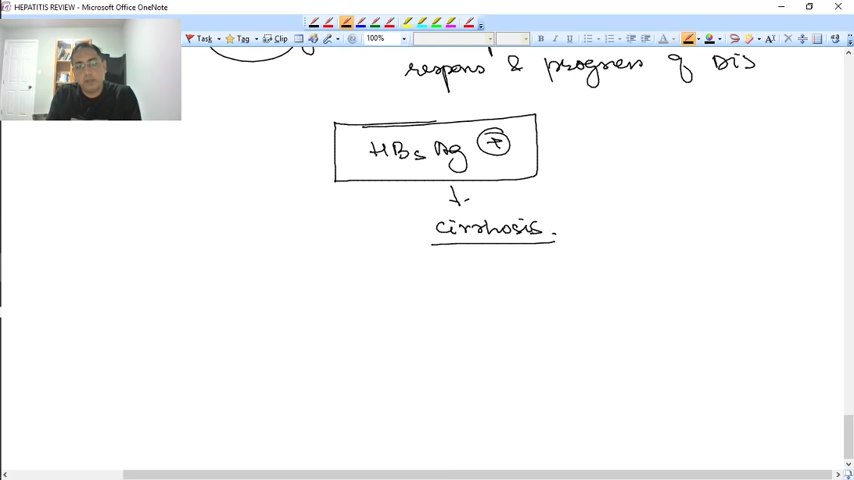 HEPATITIS REVIEW - Microsoft Office OneNote
Task Tag Clip 100% B I U A
respons & progress of DIS
HBsAg +
cirrhosis.